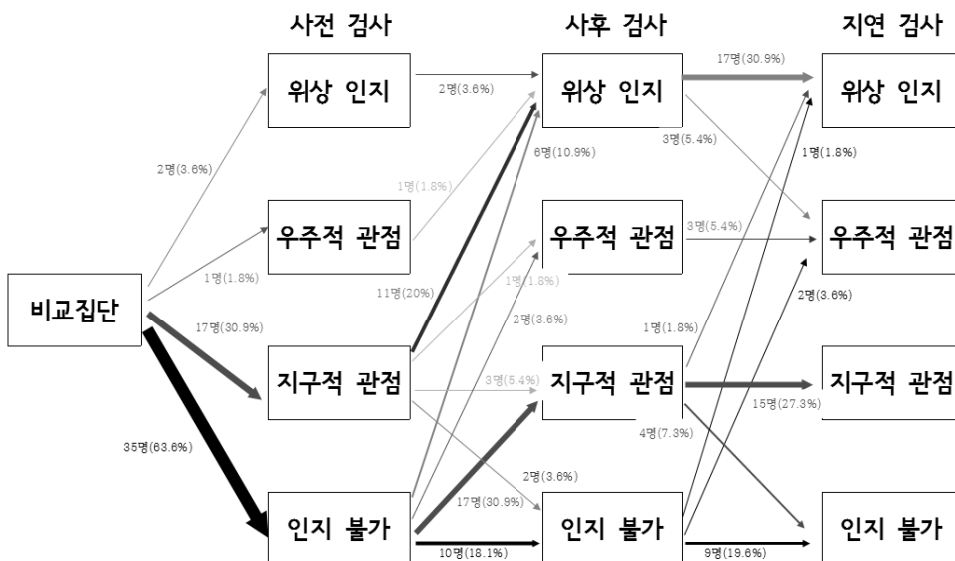 사전 검사
사후 검사
지연 검사
위상 인지
2명(3.6%)
위상 인지
17명(30.9%)
위상 인지
2명(3.6%)
6명(10.9%)
3명(5.4%)
1명(1.8%)
1명(1.8%)
우주적 관점
우주적 관점
3명(5.4%)
우주적 관점
1명(1.8%)
11명(20%)
1명(1.8%)
2명(3.6%)
2명(3.6%)
비교집단
17명(30.9%)
1명(1.8%)
지구적 관점
3명(5.4%)
지구적 관점
15명(27.3%)
지구적 관점
4명(7.3%)
35명(63.6%)
2명(3.6%)
17명(30.9%)
인지 불가
10명(18.1%)
인지 불가
9명(19.6%)
인지 불가